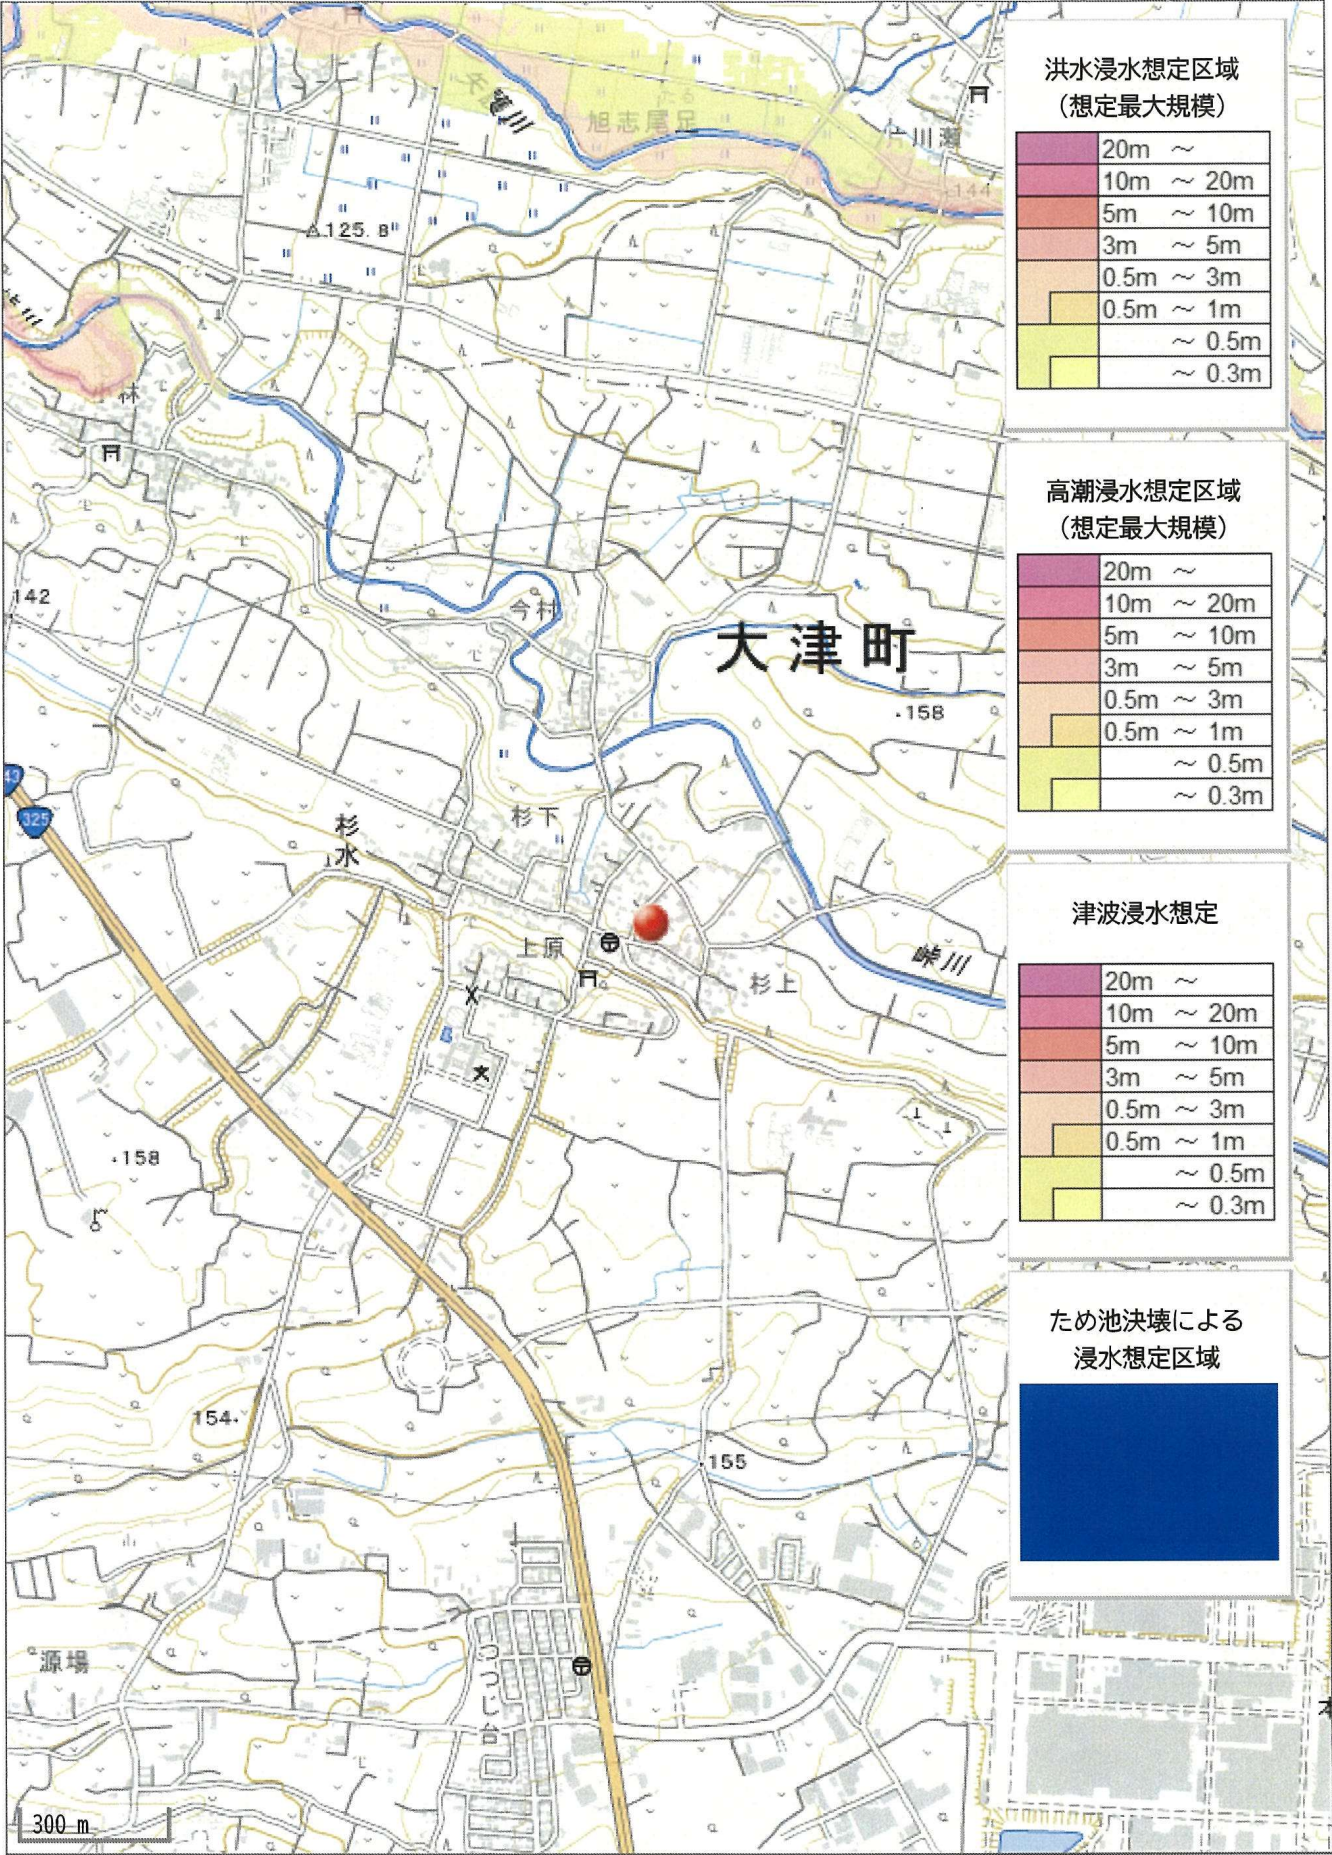 旭志尾足
川瀬
144
125.8
林
142
今村
大津町
158
43
325
杉水
杉下
上原
杉上
峠川
158
154
155
源場
つつじ台
300 m
洪水浸水想定区域
(想定最大規模)
20m ～
10m ～ 20m
5m ～ 10m
3m ～ 5m
0.5m ～ 3m
0.5m ～ 1m
～ 0.5m
～ 0.3m
高潮浸水想定区域
(想定最大規模)
20m ～
10m ～ 20m
5m ～ 10m
3m ～ 5m
0.5m ～ 3m
0.5m ～ 1m
～ 0.5m
～ 0.3m
津波浸水想定
20m ～
10m ～ 20m
5m ～ 10m
3m ～ 5m
0.5m ～ 3m
0.5m ～ 1m
～ 0.5m
～ 0.3m
ため池決壊による
浸水想定区域